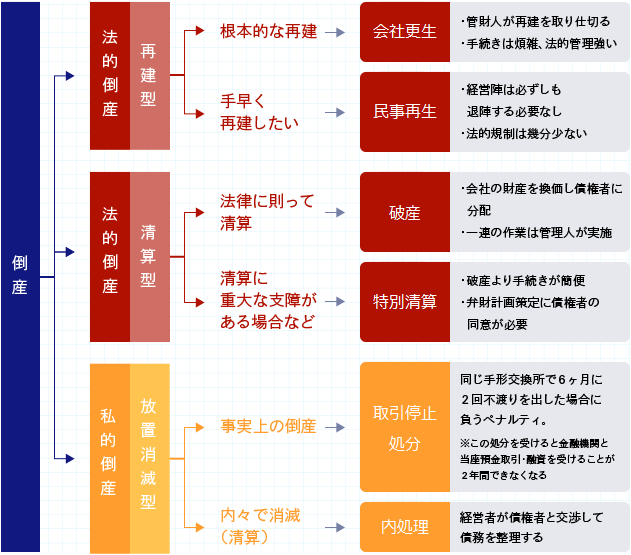 倒産
法的倒産
再建型
根本的な再建
会社更生
・管財人が再建を取り仕切る
・手続きは煩雑、法的管理強い
手早く
再建したい
民事再生
・経営陣は必ずしも
退陣する必要なし
・法的規制は幾分少ない
法的倒産
清算型
法律に則って
清算
破産
・会社の財産を換価し債権者に
分配
・一連の作業は管理人が実施
清算に
重大な支障が
ある場合など
特別清算
・破産より手続きが簡便
・弁財計画策定に債権者の
同意が必要
私的倒産
放置消滅型
事実上の倒産
取引停止
処分
同じ手形交換所で6ヶ月に
2回不渡りを出した場合に
負うペナルティ。
※この処分を受けると金融機関と
当座預金取引・融資を受けることが
2年間できなくなる
内々で消滅
（清算）
内処理
経営者が債権者と交渉して
債務を整理する